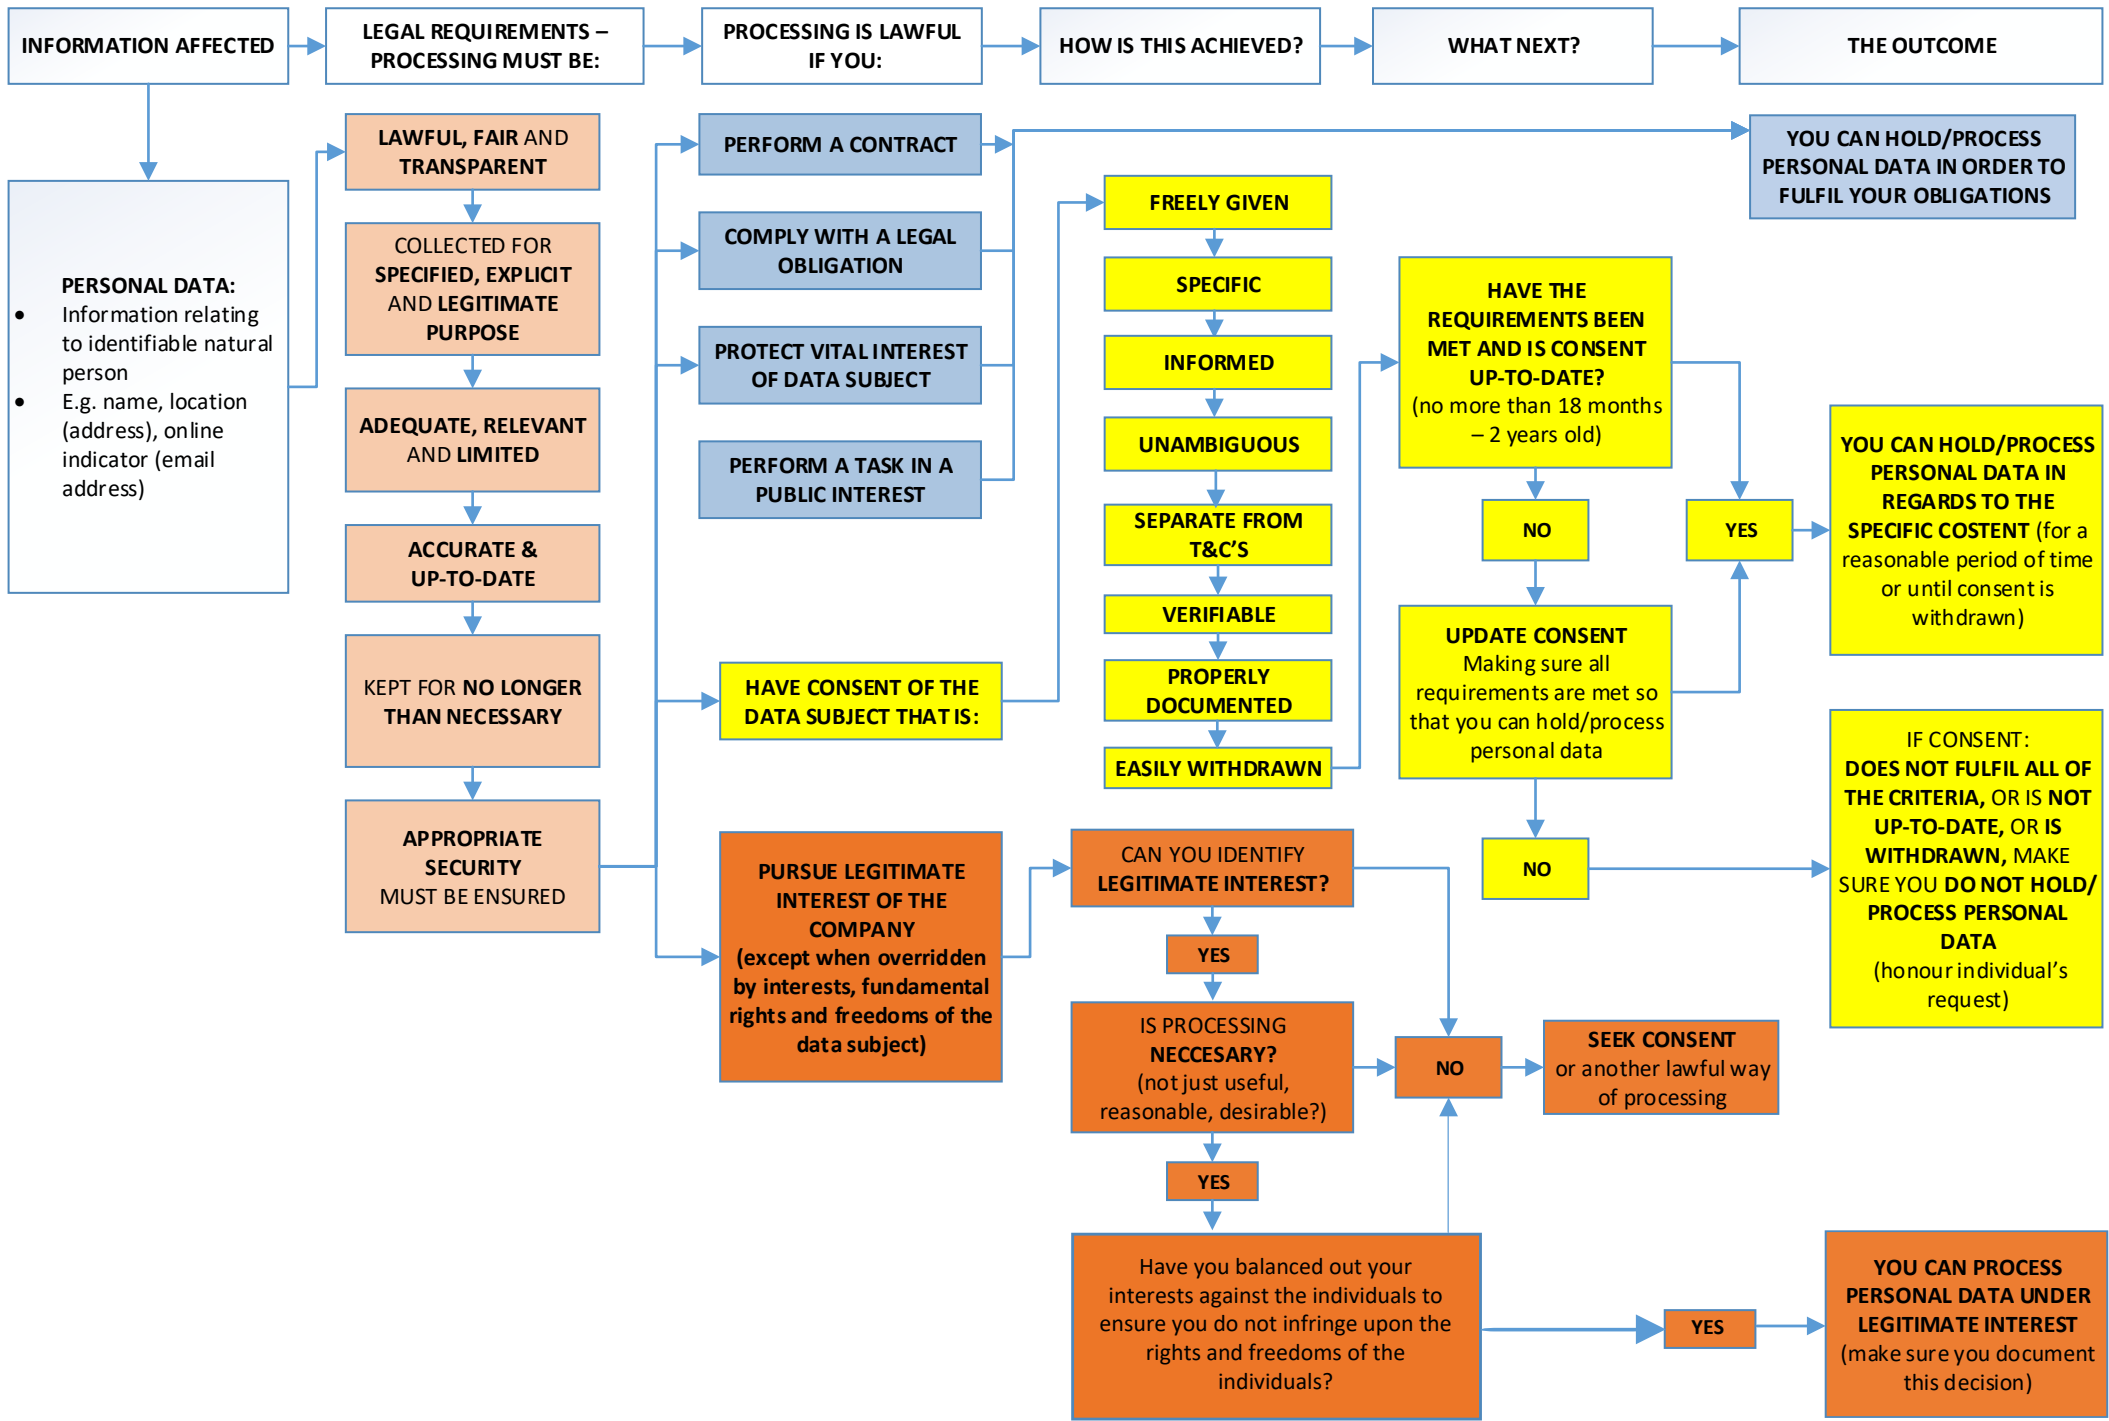 INFORMATION AFFECTED
LEGAL REQUIREMENTS –
PROCESSING MUST BE:
PROCESSING IS LAWFUL
IF YOU:
HOW IS THIS ACHIEVED?
WHAT NEXT?
THE OUTCOME
PERSONAL DATA:
• Information relating
to identifiable natural
person
• E.g. name, location
(address), online
indicator (email
address)
LAWFUL, FAIR AND
TRANSPARENT
COLLECTED FOR
SPECIFIED, EXPLICIT
AND LEGITIMATE
PURPOSE
ADEQUATE, RELEVANT
AND LIMITED
ACCURATE &
UP-TO-DATE
KEPT FOR NO LONGER
THAN NECESSARY
APPROPRIATE
SECURITY
MUST BE ENSURED
PERFORM A CONTRACT
COMPLY WITH A LEGAL
OBLIGATION
PROTECT VITAL INTEREST
OF DATA SUBJECT
PERFORM A TASK IN A
PUBLIC INTEREST
HAVE CONSENT OF THE
DATA SUBJECT THAT IS:
PURSUE LEGITIMATE
INTEREST OF THE
COMPANY
(except when overridden
by interests, fundamental
rights and freedoms of the
data subject)
FREELY GIVEN
SPECIFIC
INFORMED
UNAMBIGUOUS
SEPARATE FROM
T&C'S
VERIFIABLE
PROPERLY
DOCUMENTED
EASILY WITHDRAWN
CAN YOU IDENTIFY
LEGITIMATE INTEREST?
YES
IS PROCESSING
NECCESARY?
(not just useful,
reasonable, desirable?)
YES
Have you balanced out your
interests against the individuals to
ensure you do not infringe upon the
rights and freedoms of the
individuals?
HAVE THE
REQUIREMENTS BEEN
MET AND IS CONSENT
UP-TO-DATE?
(no more than 18 months
– 2 years old)
NO
YES
UPDATE CONSENT
Making sure all
requirements are met so
that you can hold/process
personal data
NO
NO
SEEK CONSENT
or another lawful way
of processing
YES
YOU CAN HOLD/PROCESS
PERSONAL DATA IN ORDER TO
FULFIL YOUR OBLIGATIONS
YOU CAN HOLD/PROCESS
PERSONAL DATA IN
REGARDS TO THE
SPECIFIC COSTENT (for a
reasonable period of time
or until consent is
withdrawn)
IF CONSENT:
DOES NOT FULFIL ALL OF
THE CRITERIA, OR IS NOT
UP-TO-DATE, OR IS
WITHDRAWN, MAKE
SURE YOU DO NOT HOLD/
PROCESS PERSONAL
DATA
(honour individual's
request)
YOU CAN PROCESS
PERSONAL DATA UNDER
LEGITIMATE INTEREST
(make sure you document
this decision)